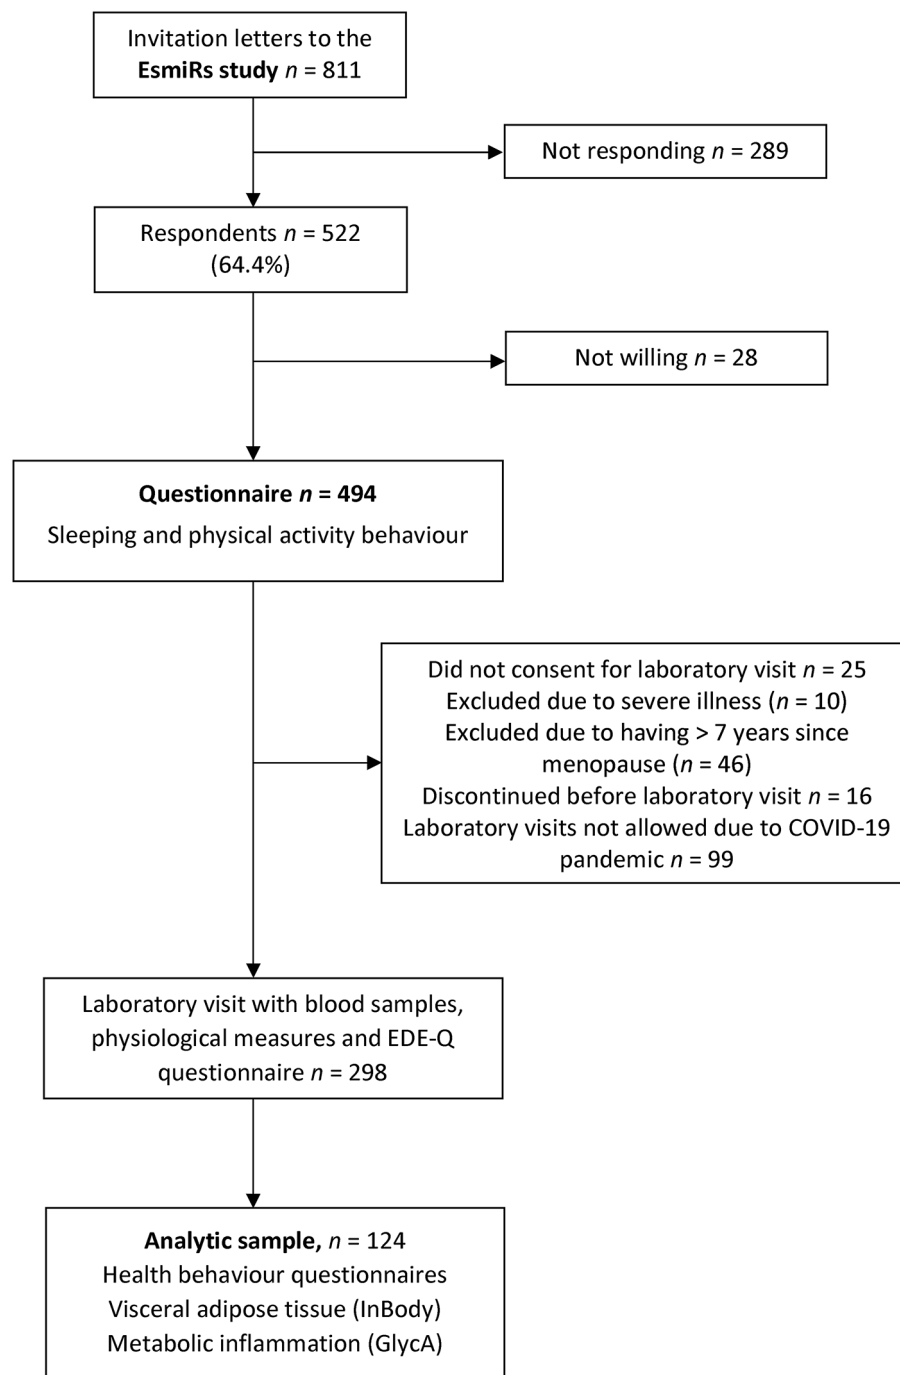 Invitation letters to the
EsmiRs study n = 811
Not responding n = 289
Respondents n = 522
(64.4%)
Not willing n = 28
Questionnaire n = 494
Sleeping and physical activity behaviour
Did not consent for laboratory visit n = 25
Excluded due to severe illness (n = 10)
Excluded due to having > 7 years since
menopause (n = 46)
Discontinued before laboratory visit n = 16
Laboratory visits not allowed due to COVID-19
pandemic n = 99
Laboratory visit with blood samples,
physiological measures and EDE-Q
questionnaire n = 298
Analytic sample, n = 124
Health behaviour questionnaires
Visceral adipose tissue (InBody)
Metabolic inflammation (GlycA)